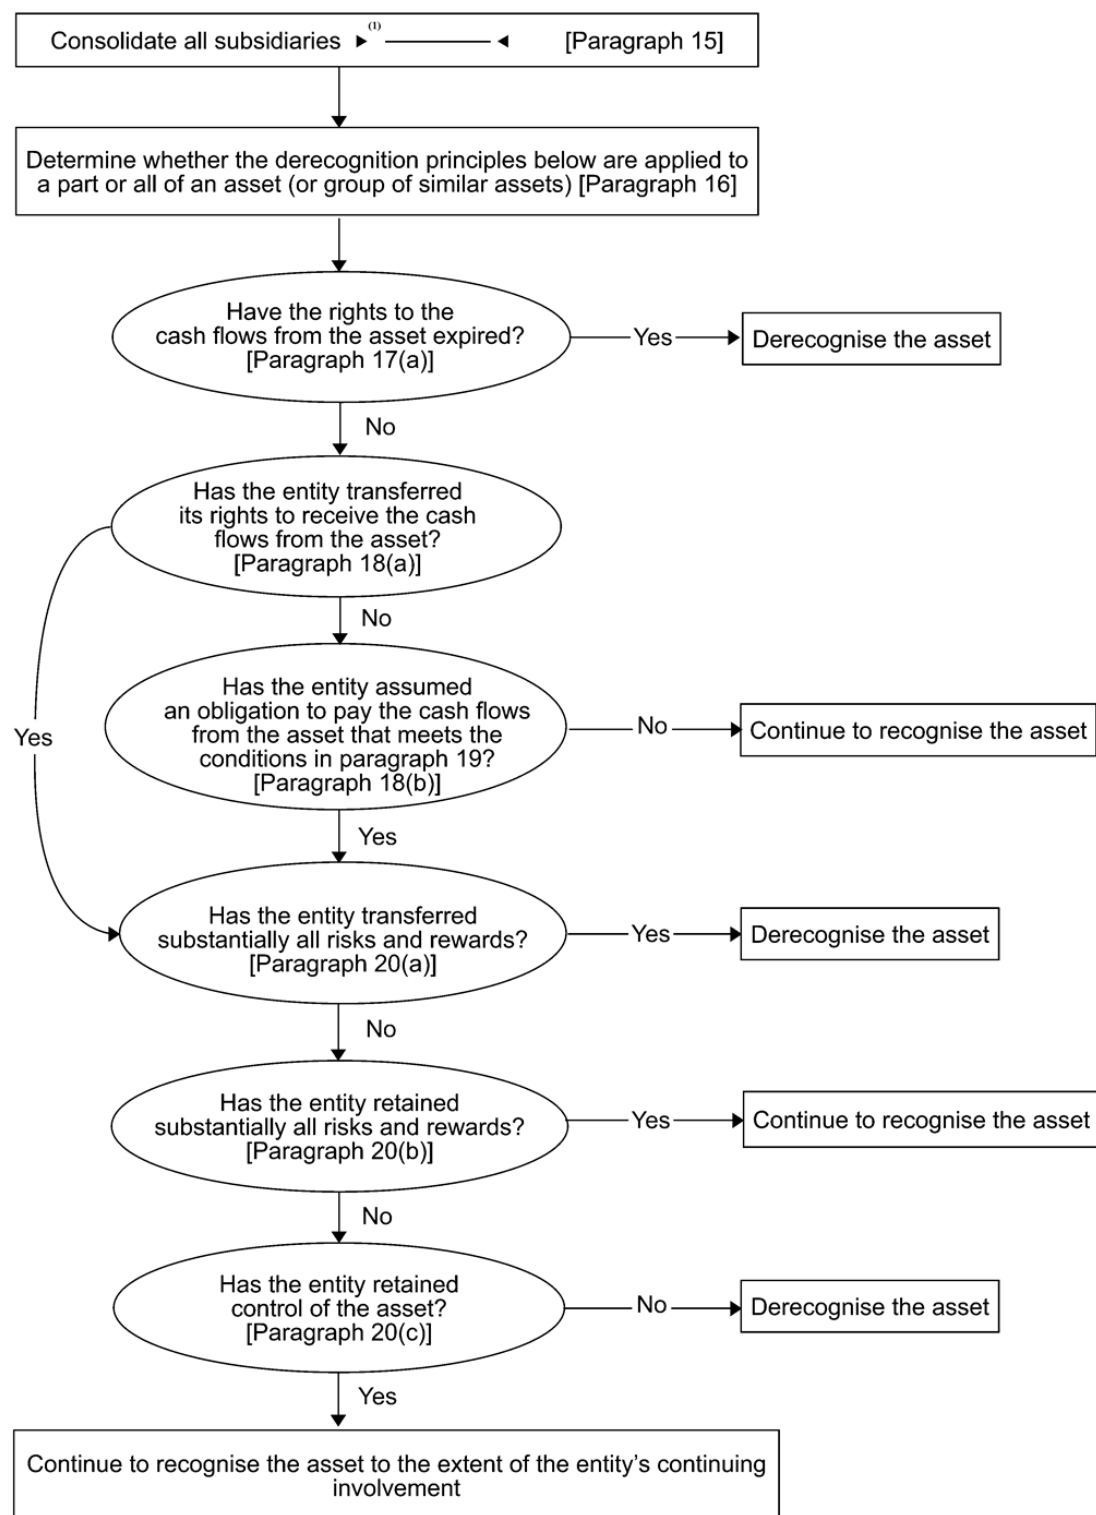 Consolidate all subsidiaries (1) [Paragraph 15]
Determine whether the derecognition principles below are applied to
a part or all of an asset (or group of similar assets) [Paragraph 16]
Have the rights to the
cash flows from the asset expired?
[Paragraph 17(a)]
Yes
Derecognise the asset
No
Has the entity transferred
its rights to receive the cash
flows from the asset?
[Paragraph 18(a)]
Yes
No
Has the entity assumed
an obligation to pay the cash flows
from the asset that meets the
conditions in paragraph 19?
[Paragraph 18(b)]
No
Continue to recognise the asset
Yes
Has the entity transferred
substantially all risks and rewards?
[Paragraph 20(a)]
Yes
Derecognise the asset
No
Has the entity retained
substantially all risks and rewards?
[Paragraph 20(b)]
Yes
Continue to recognise the asset
No
Has the entity retained
control of the asset?
[Paragraph 20(c)]
No
Derecognise the asset
Yes
Continue to recognise the asset to the extent of the entity's continuing
involvement